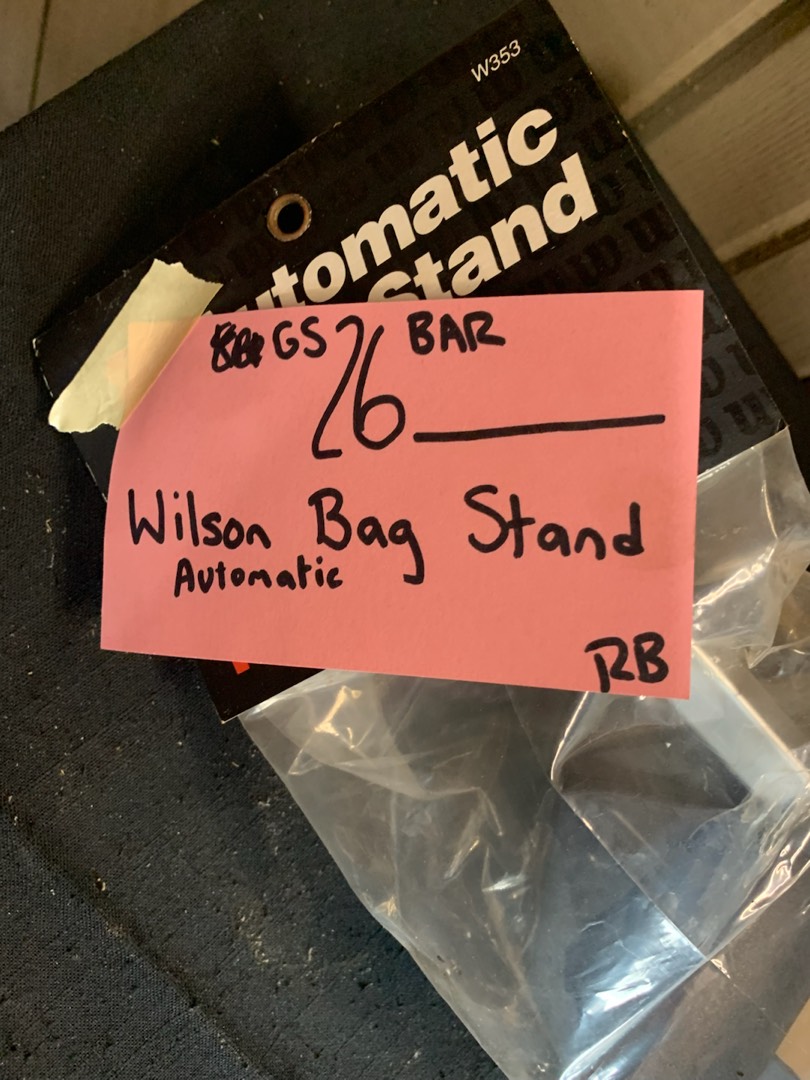 W353
Automatic
Stand
GS 26 BAR
Wilson Bag Stand
Automatic
RB